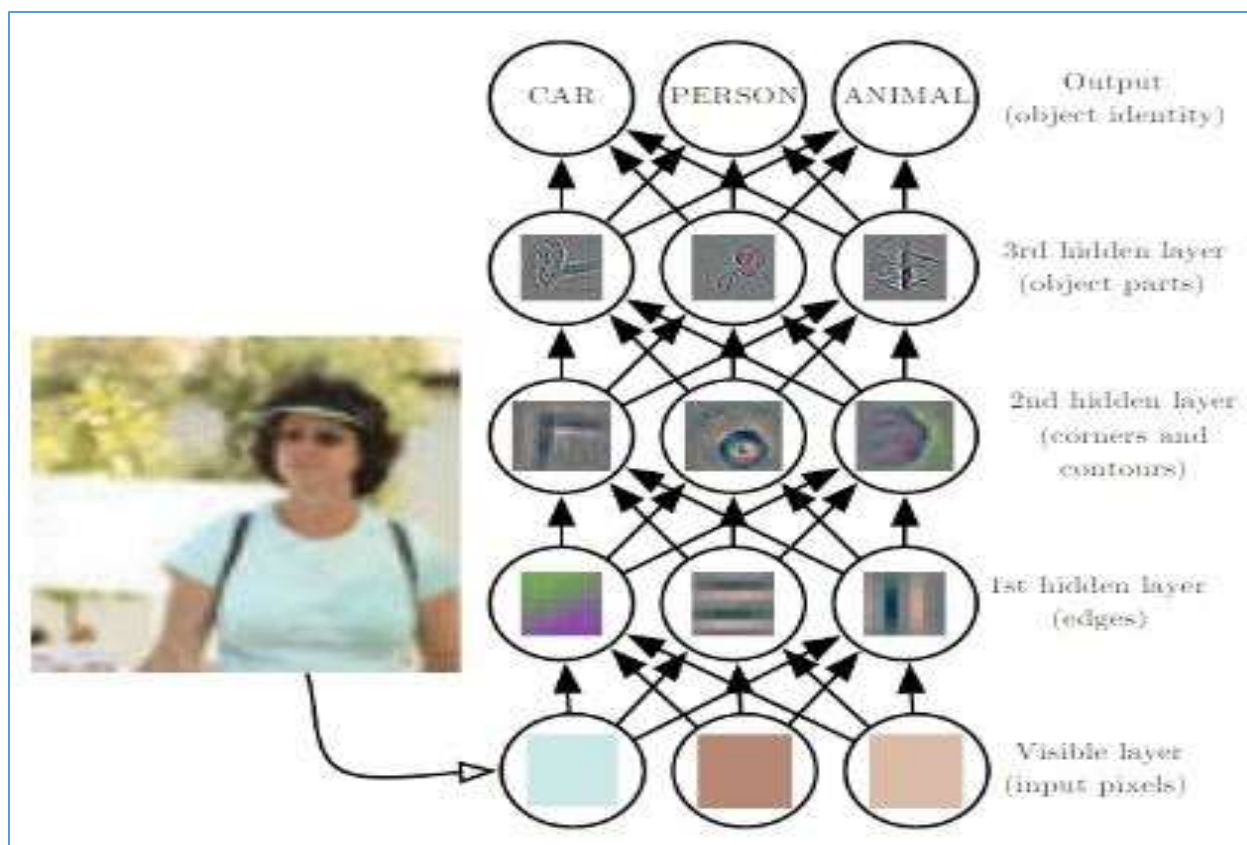 CAR PERSON ANIMAL
Output
(object identity)
3rd hidden layer
(object parts)
2nd hidden layer
(corners and
contours)
1st hidden layer
(edges)
Visible layer
(input pixels)